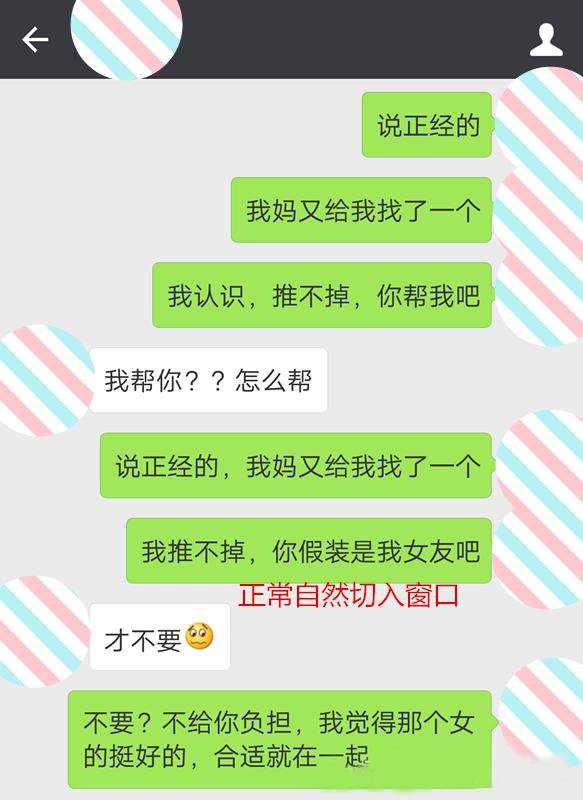 说正经的
我妈又给我找了一个
我认识，推不掉，你帮我吧
我帮你？？怎么帮
说正经的，我妈又给我找了一个
我推不掉，你假装是我女友吧
正常自然切入窗口
才不要
不要？不给你负担，我觉得那个女
的挺好的，合适就在一起